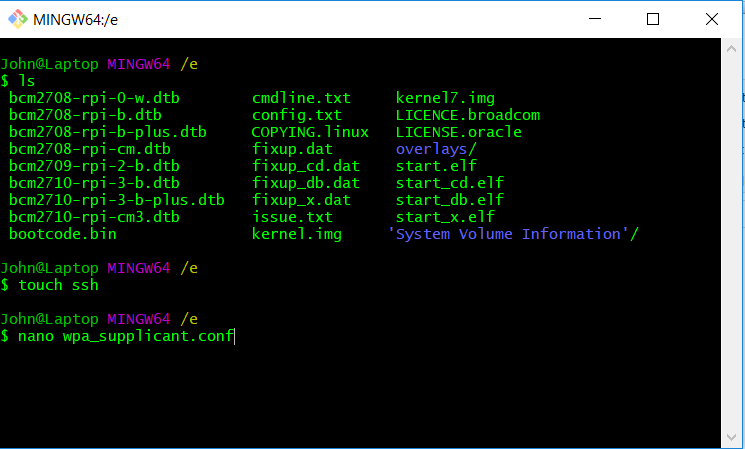 MINGW64:/e
John@Laptop MINGW64 /e
$ ls
bcm2708-rpi-0-w.dtb cmdline.txt kernel7.img
bcm2708-rpi-b.dtb config.txt LICENCE.broadcom
bcm2708-rpi-b-plus.dtb COPYING.linux LICENSE.oracle
bcm2708-rpi-cm.dtb fixup.dat overlays/
bcm2709-rpi-2-b.dtb fixup_cd.dat start.elf
bcm2710-rpi-3-b.dtb fixup_db.dat start_cd.elf
bcm2710-rpi-3-b-plus.dtb fixup_x.dat start_db.elf
bcm2710-rpi-cm3.dtb issue.txt start_x.elf
bootcode.bin kernel.img 'System Volume Information'/
John@Laptop MINGW64 /e
$ touch ssh
John@Laptop MINGW64 /e
$ nano wpa_supplicant.conf